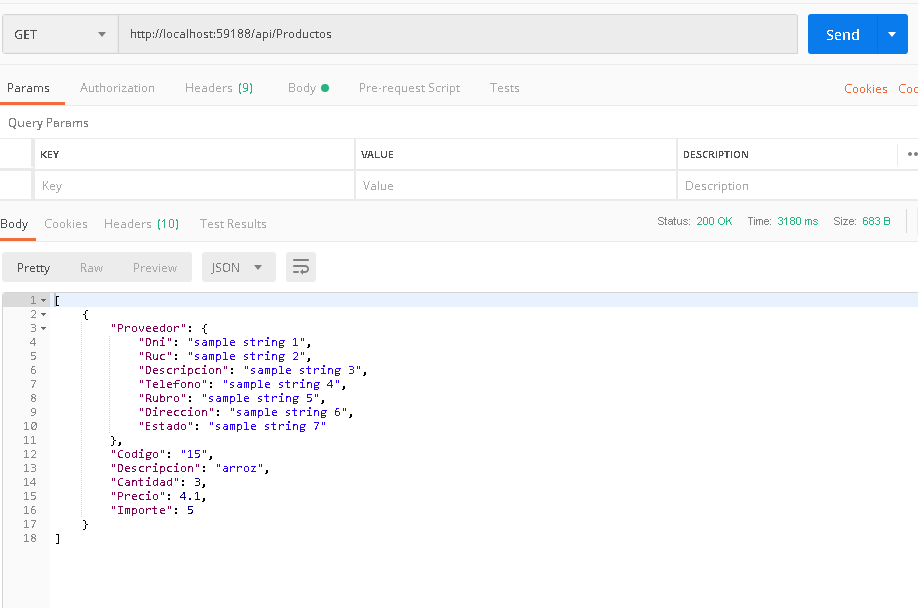 GET http://localhost:59188/api/Productos Send
Params Authorization Headers (9) Body Pre-request Script Tests Cookies Coc
Query Params
KEY VALUE DESCRIPTION
Key Value Description
Body Cookies Headers (10) Test Results Status: 200 OK Time: 3180 ms Size: 683 B
Pretty Raw Preview JSON
1 [
2 {
3 "Proveedor": {
4 "Dni": "sample string 1",
5 "Ruc": "sample string 2",
6 "Descripcion": "sample string 3",
7 "Telefono": "sample string 4",
8 "Rubro": "sample string 5",
9 "Direccion": "sample string 6",
10 "Estado": "sample string 7"
11 },
12 "Codigo": "15",
13 "Descripcion": "arroz",
14 "Cantidad": 3,
15 "Precio": 4.1,
16 "Importe": 5
17 }
18 ]